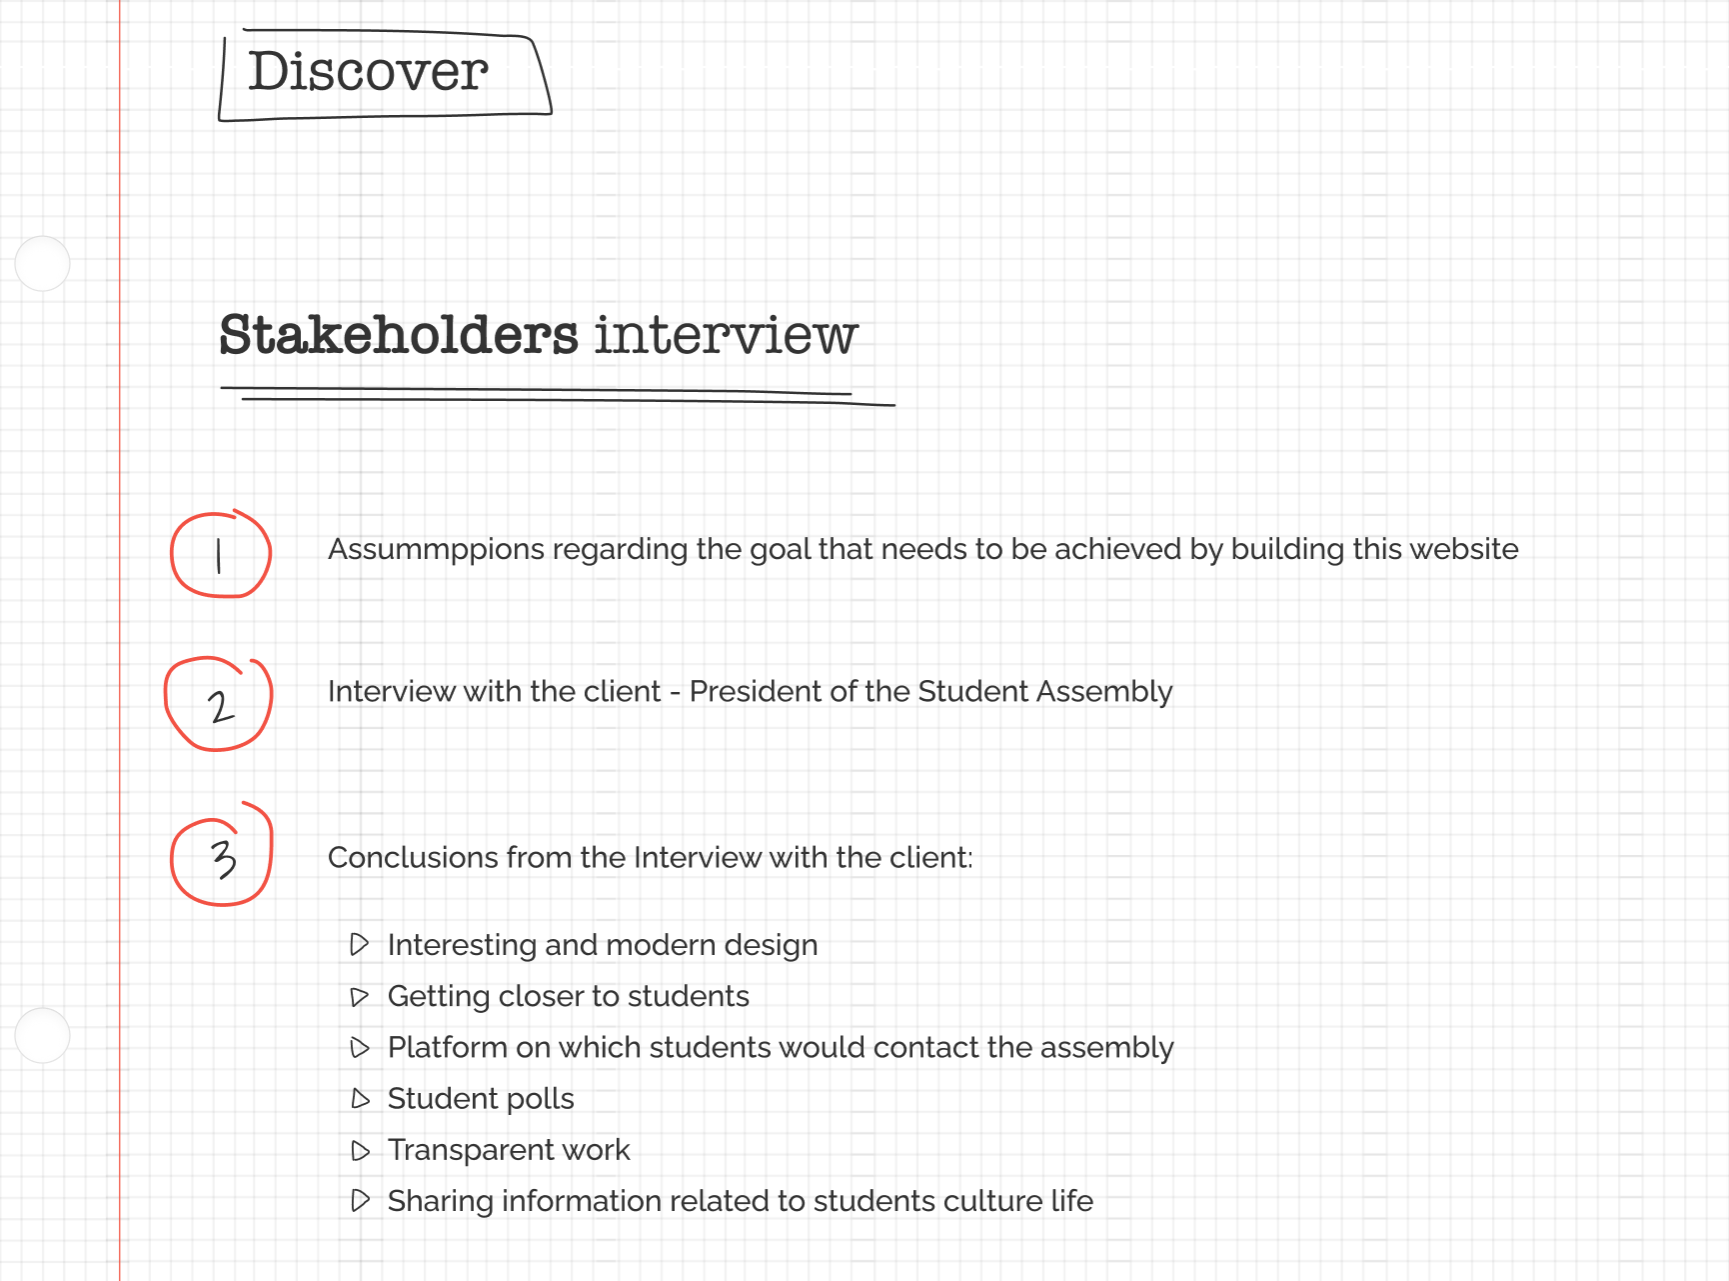 Discover
Stakeholders interview
1
Assummppions regarding the goal that needs to be achieved by building this website
2
Interview with the client - President of the Student Assembly
3
Conclusions from the Interview with the client:
Interesting and modern design
Getting closer to students
Platform on which students would contact the assembly
Student polls
Transparent work
Sharing information related to students culture life